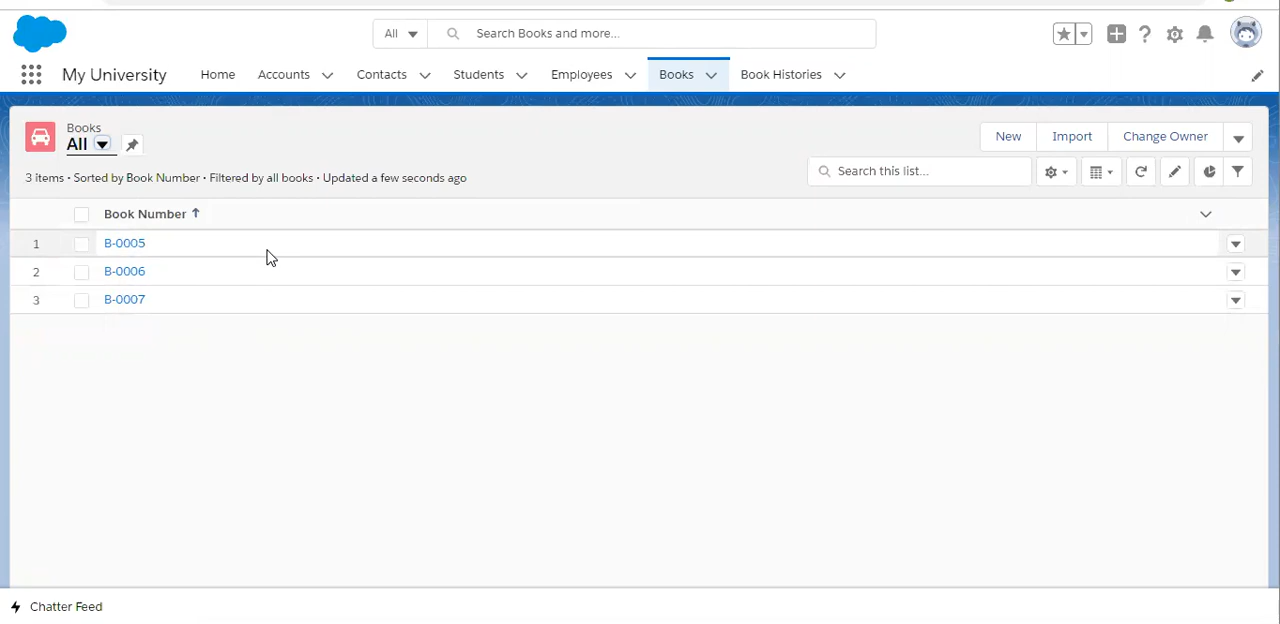 All Search Books and more...
My University Home Accounts Contacts Students Employees Books Book Histories
Books
All
New Import Change Owner
3 items • Sorted by Book Number • Filtered by all books • Updated a few seconds ago
Search this list...
Book Number
1 B-0005
2 B-0006
3 B-0007
Chatter Feed